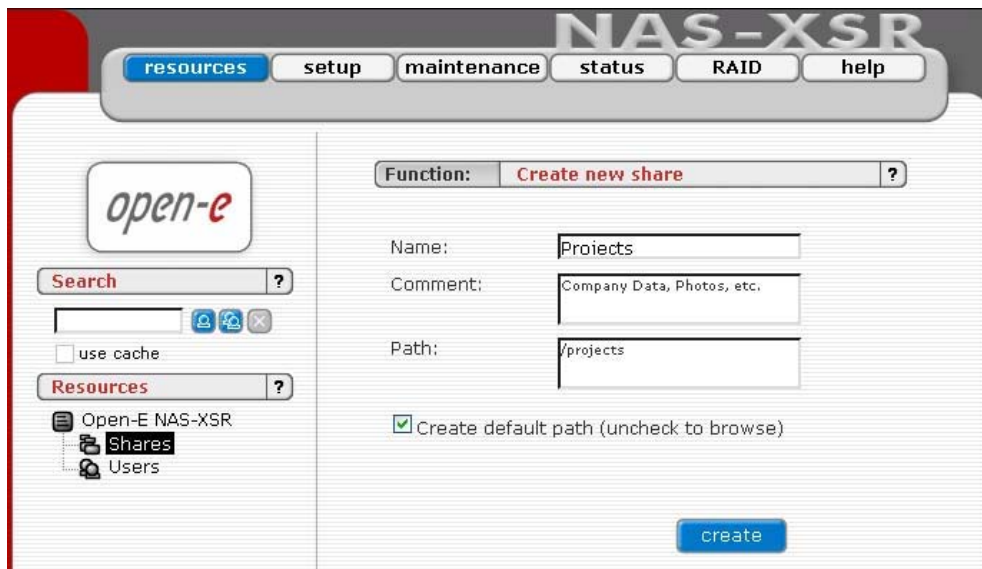 NAS-XSR
resources setup maintenance status RAID help
open-e
Function: Create new share ?
Name: Projects
Comment: Company Data, Photos, etc.
Path: /projects
Create default path (uncheck to browse)
create
Search ?
use cache
Resources ?
Open-E NAS-XSR
Shares
Users